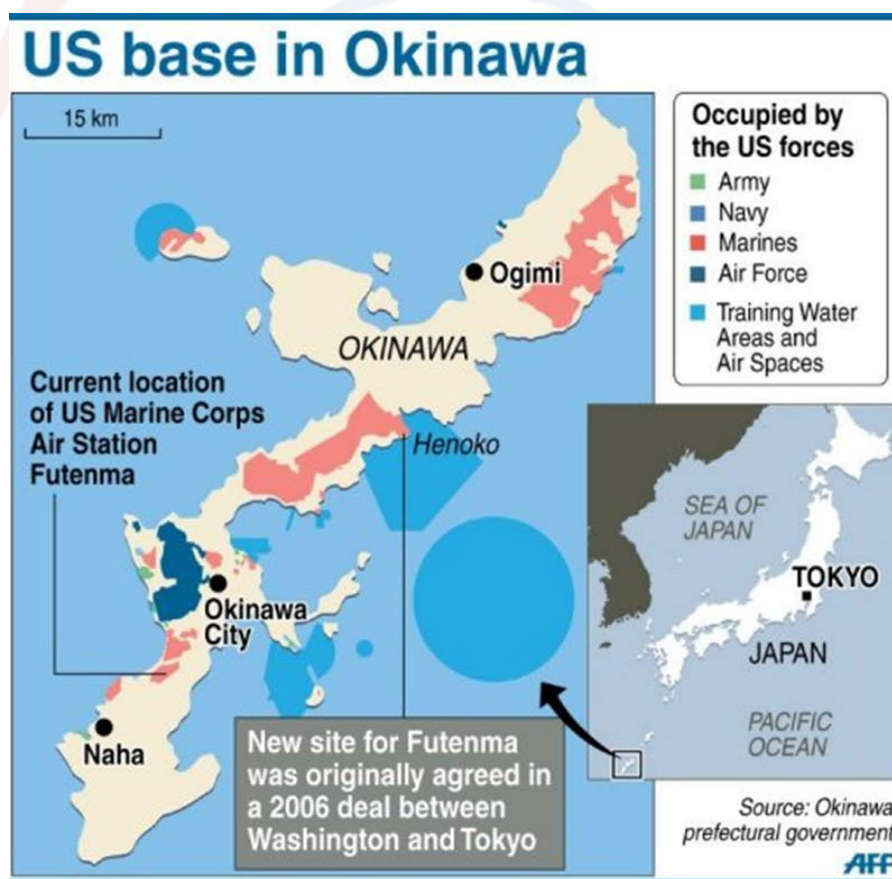 US base in Okinawa
15 km
Occupied by
the US forces
Army
Navy
Marines
Air Force
Training Water
Areas and
Air Spaces
Ogimi
OKINAWA
Current location
of US Marine Corps
Air Station
Futenma
Henoko
Okinawa
City
Naha
New site for Futenma
was originally agreed in
a 2006 deal between
Washington and Tokyo
SEA OF
JAPAN
TOKYO
JAPAN
PACIFIC
OCEAN
Source: Okinawa
prefectural government
AFP